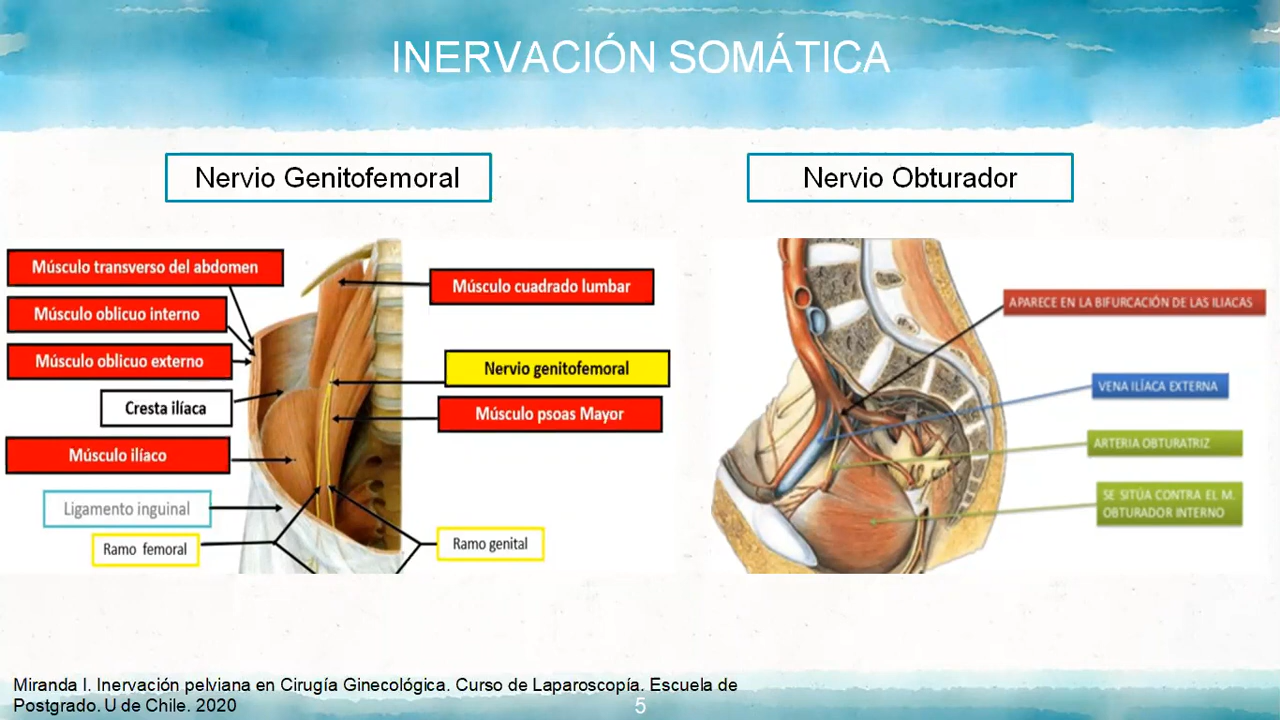 INERVACIÓN SOMÁTICA
Nervio Genitofemoral
Músculo transverso del abdomen
Músculo oblicuo interno
Músculo oblicuo externo
Cresta ilíaca
Músculo ilíaco
Ligamento inguinal
Ramo femoral
Músculo cuadrado lumbar
Nervio genitofemoral
Músculo psoas Mayor
Ramo genital
Nervio Obturador
APARECE EN LA BIFURCACIÓN DE LAS ILIACAS
VENA ILÍACA EXTERNA
ARTERIA OBTURATRIZ
SE SITÚA CONTRA EL M.
OBTURADOR INTERNO
Miranda I. Inervación pelviana en Cirugía Ginecológica. Curso de Laparoscopía. Escuela de
Postgrado. U de Chile. 2020
5